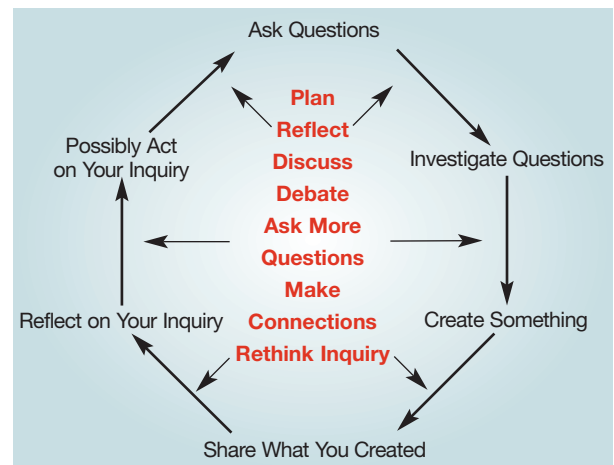 Ask Questions
Plan
Reflect
Possibly Act
on Your Inquiry
Discuss
Investigate Questions
Debate
Ask More
Questions
Make
Reflect on Your Inquiry
Connections
Create Something
Rethink Inquiry
Share What You Created